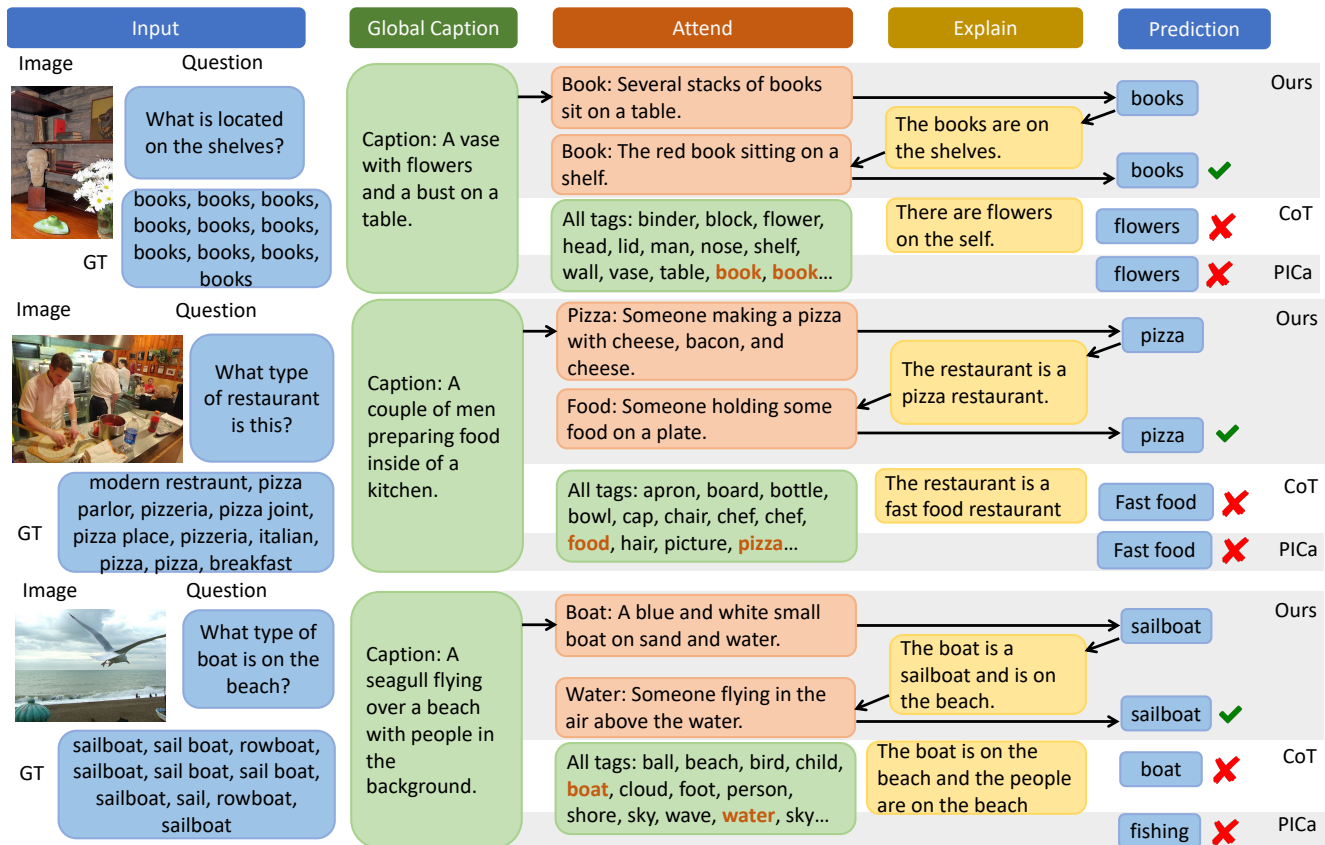 Input
Global Caption
Attend
Explain
Prediction
Image
Question
What is located
on the shelves?
books, books, books,
books, books, books,
books, books, books,
books
GT
Caption: A vase
with flowers
and a bust on a
table.
Book: Several stacks of books
sit on a table.
Book: The red book sitting on a
shelf.
All tags: binder, block, flower,
head, lid, man, nose, shelf,
wall, vase, table, book, book...
The books are on
the shelves.
There are flowers
on the self.
books
books
flowers
flowers
Ours
CoT
PICa
Image
Question
What type
of restaurant
is this?
modern restraunt, pizza
parlor, pizzeria, pizza joint,
pizza place, pizzeria, italian,
pizza, pizza, breakfast
GT
Caption: A
couple of men
preparing food
inside of a
kitchen.
Pizza: Someone making a pizza
with cheese, bacon, and
cheese.
Food: Someone holding some
food on a plate.
All tags: apron, board, bottle,
bowl, cap, chair, chef, chef,
food, hair, picture, pizza...
The restaurant is a
pizza restaurant.
The restaurant is a
fast food restaurant
pizza
pizza
Fast food
Fast food
Ours
CoT
PICa
Image
Question
What type of
boat is on the
beach?
sailboat, sail boat, rowboat,
sailboat, sail boat, sail boat,
sailboat, sail, rowboat,
sailboat
GT
Caption: A
seagull flying
over a beach
with people in
the
background.
Boat: A blue and white small
boat on sand and water.
Water: Someone flying in the
air above the water.
All tags: ball, beach, bird, child,
boat, cloud, foot, person,
shore, sky, wave, water, sky...
The boat is a
sailboat and is on
the beach.
The boat is on the
beach and the people
are on the beach
sailboat
sailboat
boat
fishing
Ours
CoT
PICa